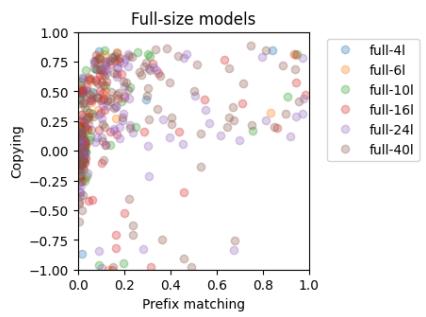 Full-size models
1.00
0.75
0.50
0.25
0.00
−0.25
−0.50
−0.75
−1.00
Copying
0.0 0.2 0.4 0.6 0.8 1.0
Prefix matching
full-4l
full-6l
full-10l
full-16l
full-24l
full-40l